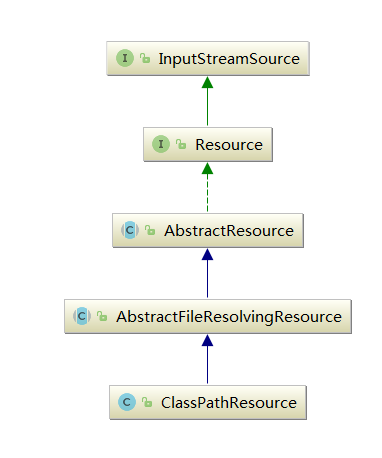 I InputStreamSource
I Resource
C AbstractResource
C AbstractFileResolvingResource
C ClassPathResource